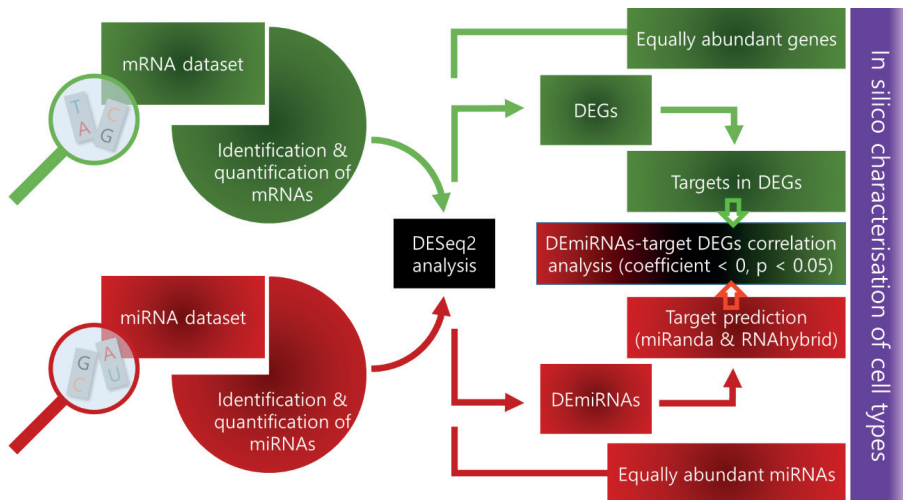 mRNA dataset
T
C
A
G
Identification &
quantification of
mRNAs
Equally abundant genes
DEGs
Targets in DEGs
DESeq2
analysis
DEmiRNAs-target DEGs correlation
analysis (coefficient < 0, p < 0.05)
miRNA dataset
G
A
C
U
Identification &
quantification of
miRNAs
Target prediction
(miRanda & RNAhybrid)
DEmiRNAs
Equally abundant miRNAs
In silico characterisation of cell types